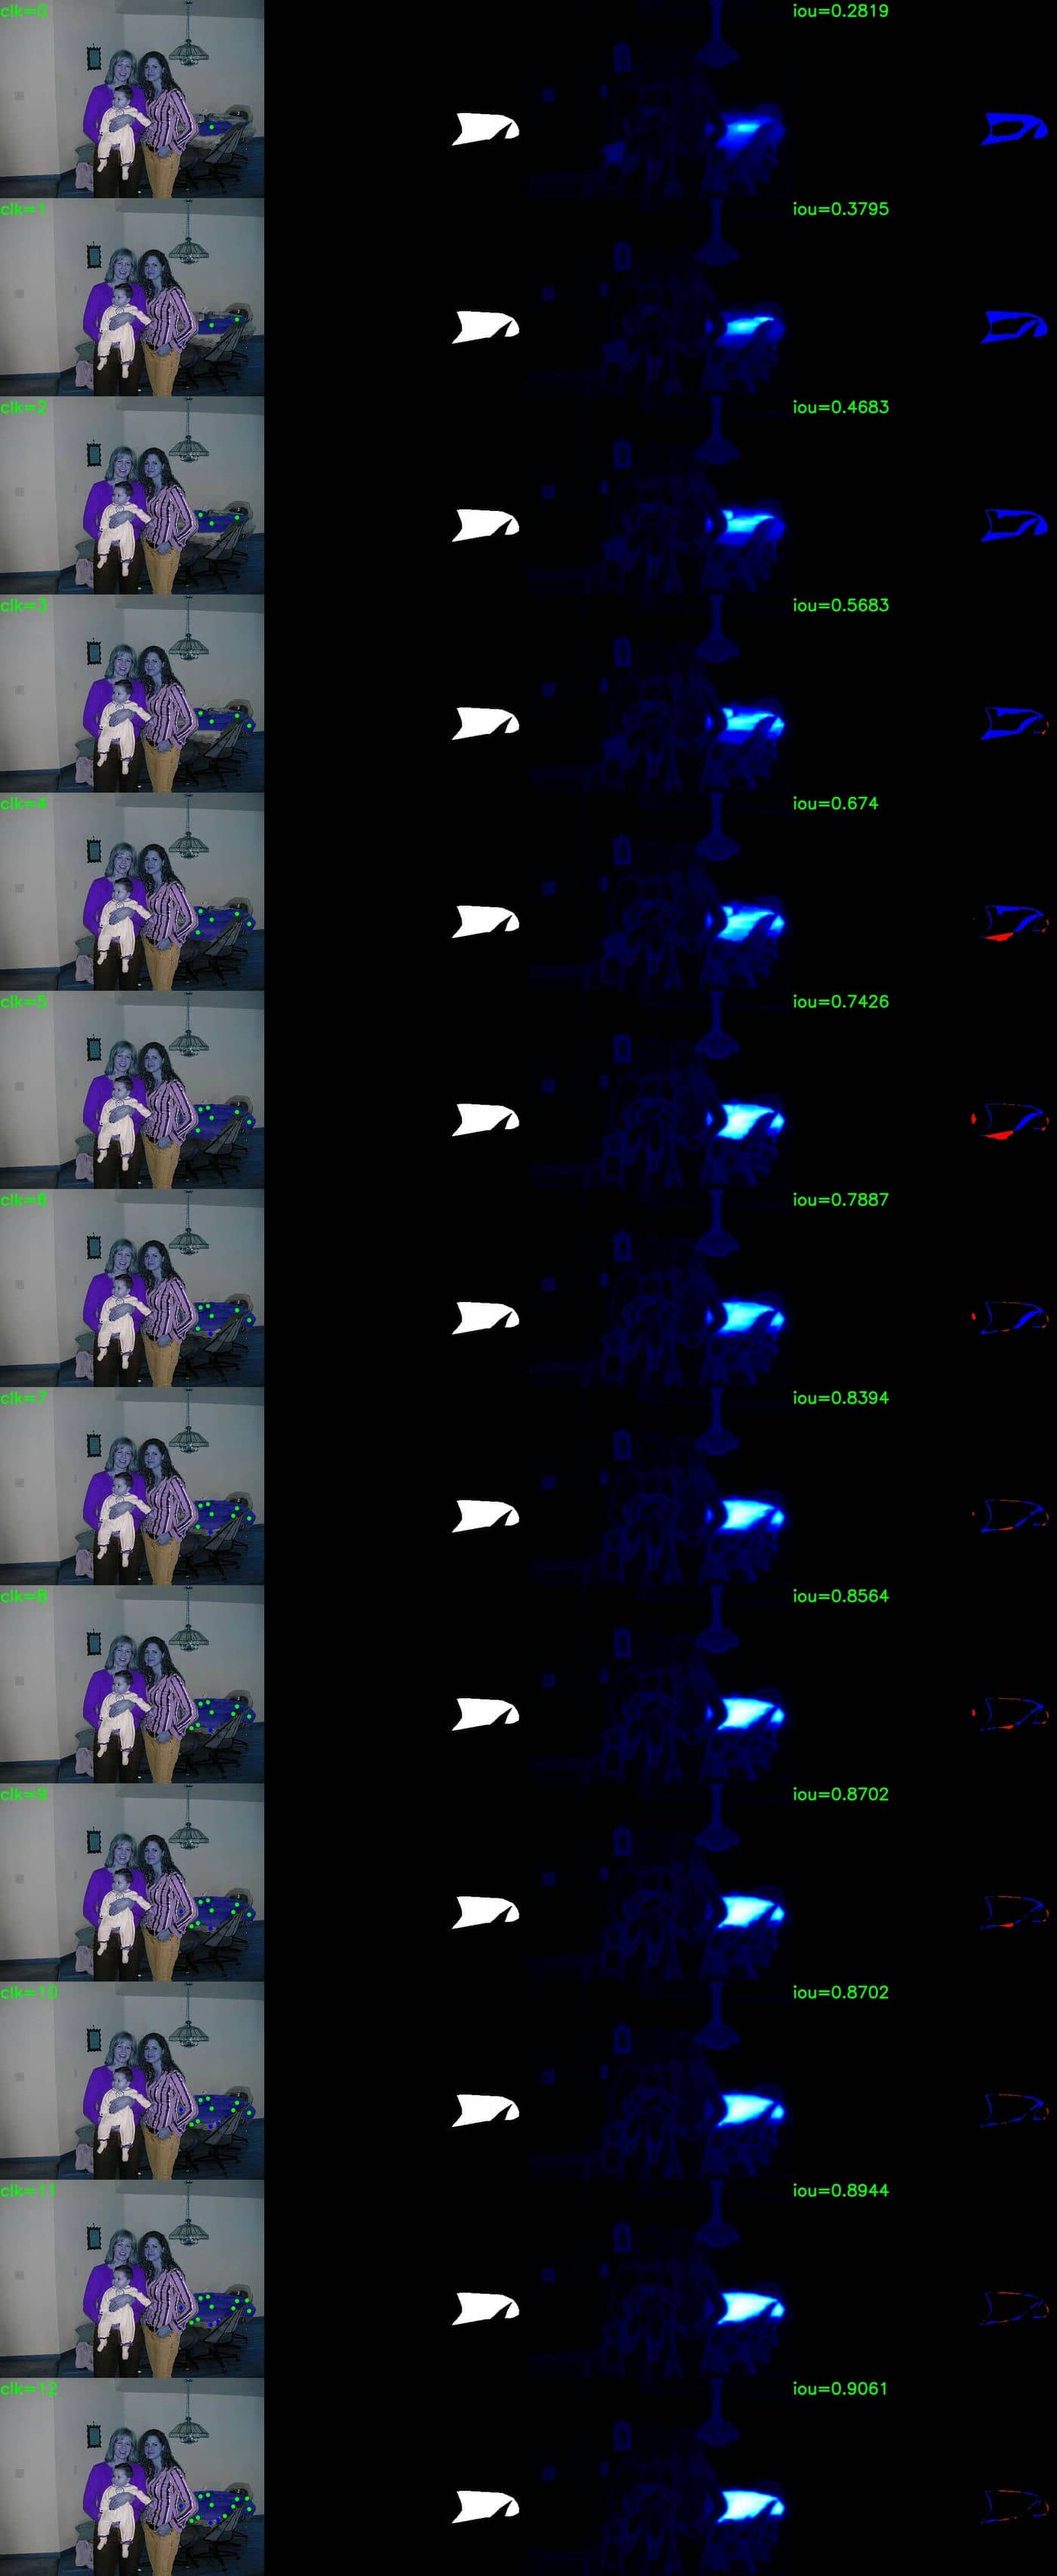 clk=0 iou=0.2819
clk=1 iou=0.3795
clk=2 iou=0.4683
clk=3 iou=0.5683
clk=4 iou=0.674
clk=5 iou=0.7426
clk=6 iou=0.7887
clk=7 iou=0.8394
clk=8 iou=0.8564
clk=9 iou=0.8702
clk=10 iou=0.8702
clk=11 iou=0.8944
clk=12 iou=0.9061